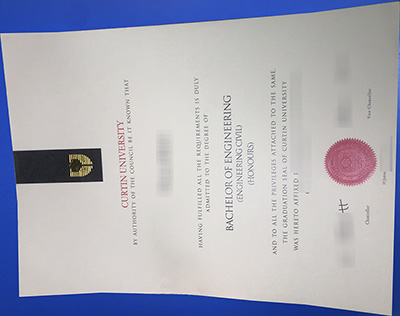 CURTIN UNIVERSITY
BY AUTHORITY OF THE COUNCIL BE IT KNOWN THAT
HAVING FULFILLED ALL THE REQUIREMENTS IS DULY
ADMITTED TO THE DEGREE OF
BACHELOR OF ENGINEERING
(ENGINEERING CIVIL)
(HONOURS)
AND TO ALL THE PRIVILEGES ATTACHED TO THE SAME.
THE GRADUATION SEAL OF CURTIN UNIVERSITY
WAS HERETO AFFIXED
Chancellor
Vice-Chancellor